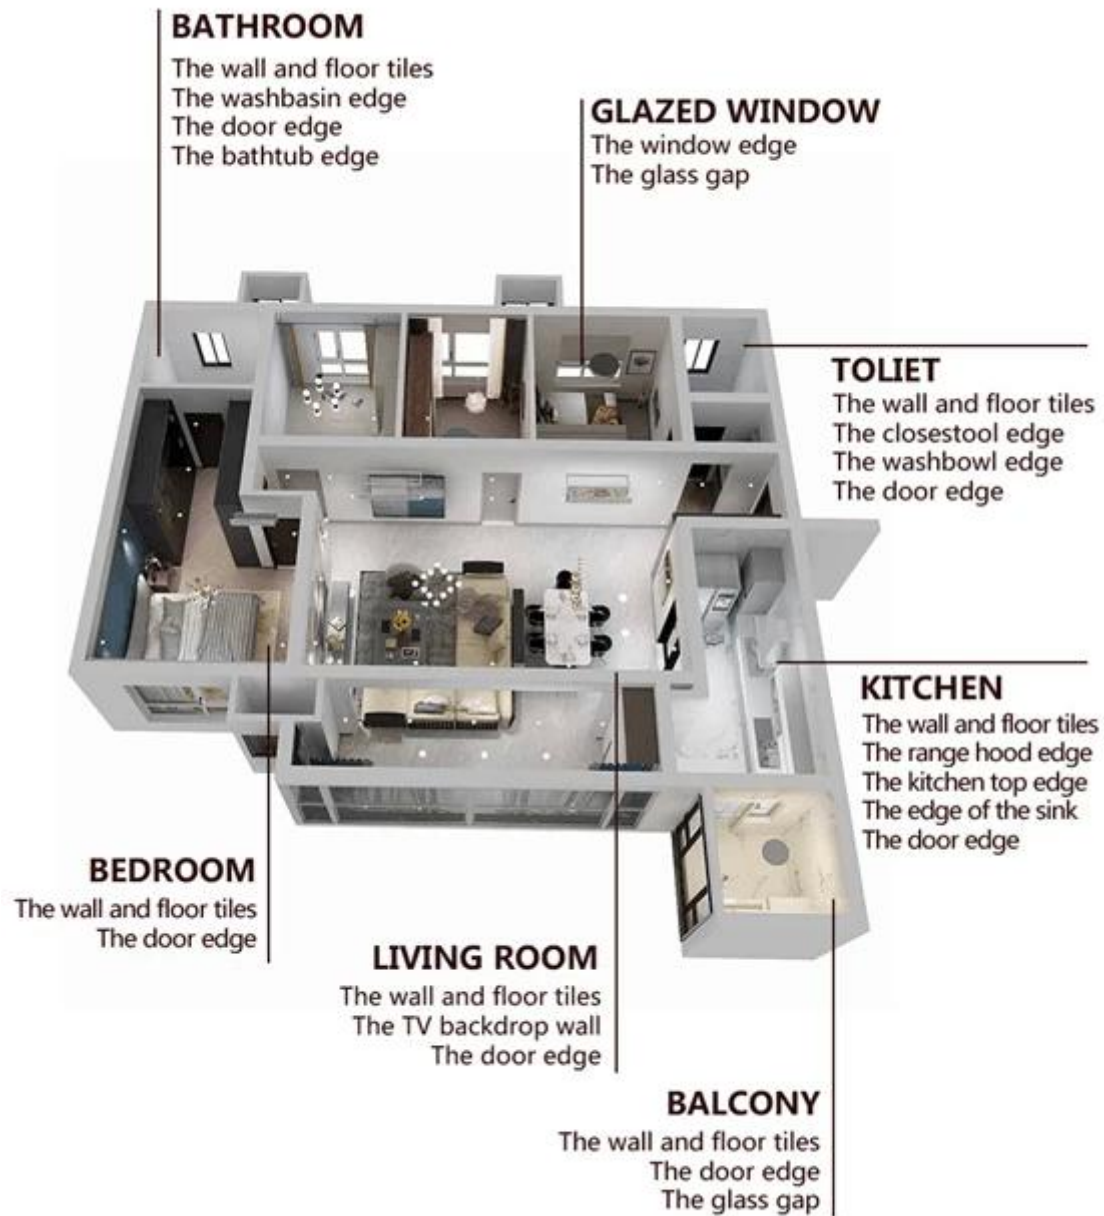 BATHROOM
The wall and floor tiles
The washbasin edge
The door edge
The bathtub edge
GLAZED WINDOW
The window edge
The glass gap
TOLIET
The wall and floor tiles
The closestool edge
The washbowl edge
The door edge
KITCHEN
The wall and floor tiles
The range hood edge
The kitchen top edge
The edge of the sink
The door edge
BEDROOM
The wall and floor tiles
The door edge
LIVING ROOM
The wall and floor tiles
The TV backdrop wall
The door edge
BALCONY
The wall and floor tiles
The door edge
The glass gap